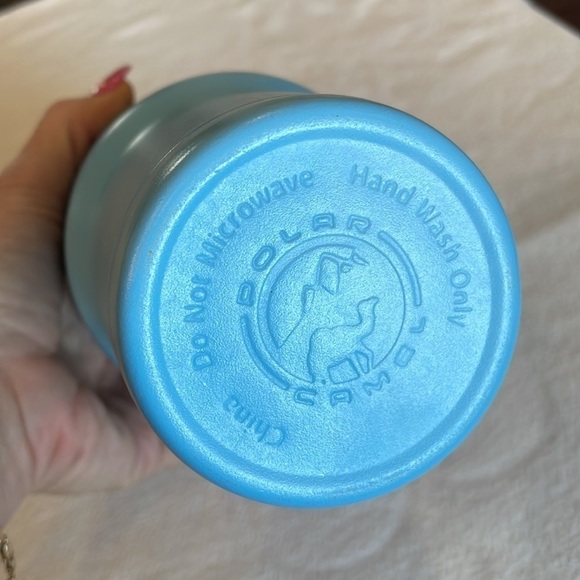 Do Not Microwave
Hand Wash Only
POLAR
CAMEL
China